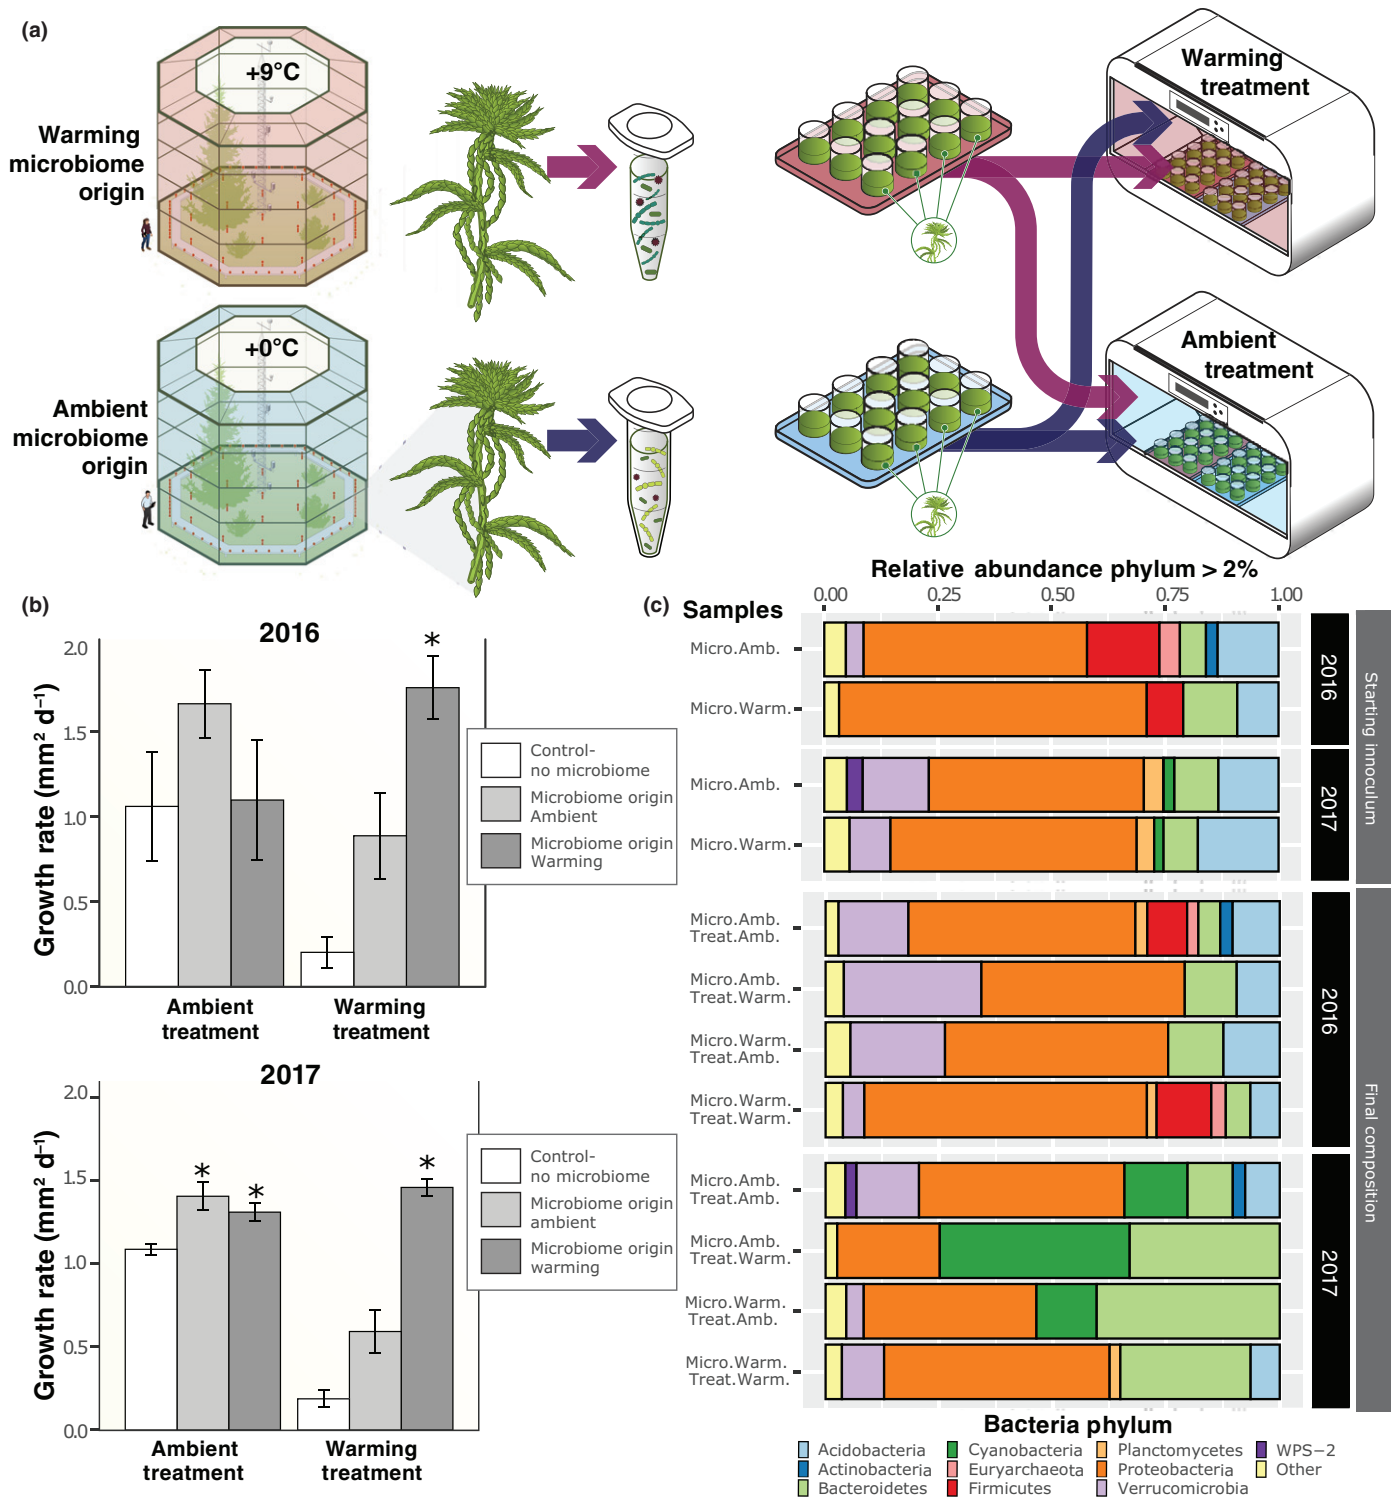 (a)
+9°C
Warming
microbiome
origin
Warming
treatment
+0°C
Ambient
microbiome
origin
Ambient
treatment
(b)
2016
Growth rate (mm² d⁻¹)
2.0
1.5
1.0
0.5
0.0
*
Control-
no microbiome
Microbiome origin
Ambient
Microbiome origin
Warming
Ambient
treatment
Warming
treatment
2017
Growth rate (mm² d⁻¹)
2.0
1.5
1.0
0.5
0.0
*
*
*
Control-
no microbiome
Microbiome origin
ambient
Microbiome origin
warming
Ambient
treatment
Warming
treatment
(c)
Relative abundance phylum > 2%
Samples
0.00 0.25 0.50 0.75 1.00
Micro.Amb.
Micro.Warm.
2016
Micro.Amb.
Micro.Warm.
2017
Starting innoculum
Micro.Amb.
Treat.Amb.
Micro.Amb.
Treat.Warm.
Micro.Warm.
Treat.Amb.
Micro.Warm.
Treat.Warm.
2016
Micro.Amb.
Treat.Amb.
Micro.Amb.
Treat.Warm.
Micro.Warm.
Treat.Amb.
Micro.Warm.
Treat.Warm.
2017
Final composition
Bacteria phylum
Acidobacteria
Actinobacteria
Bacteroidetes
Cyanobacteria
Euryarchaeota
Firmicutes
Planctomycetes
Proteobacteria
Verrucomicrobia
WPS−2
Other